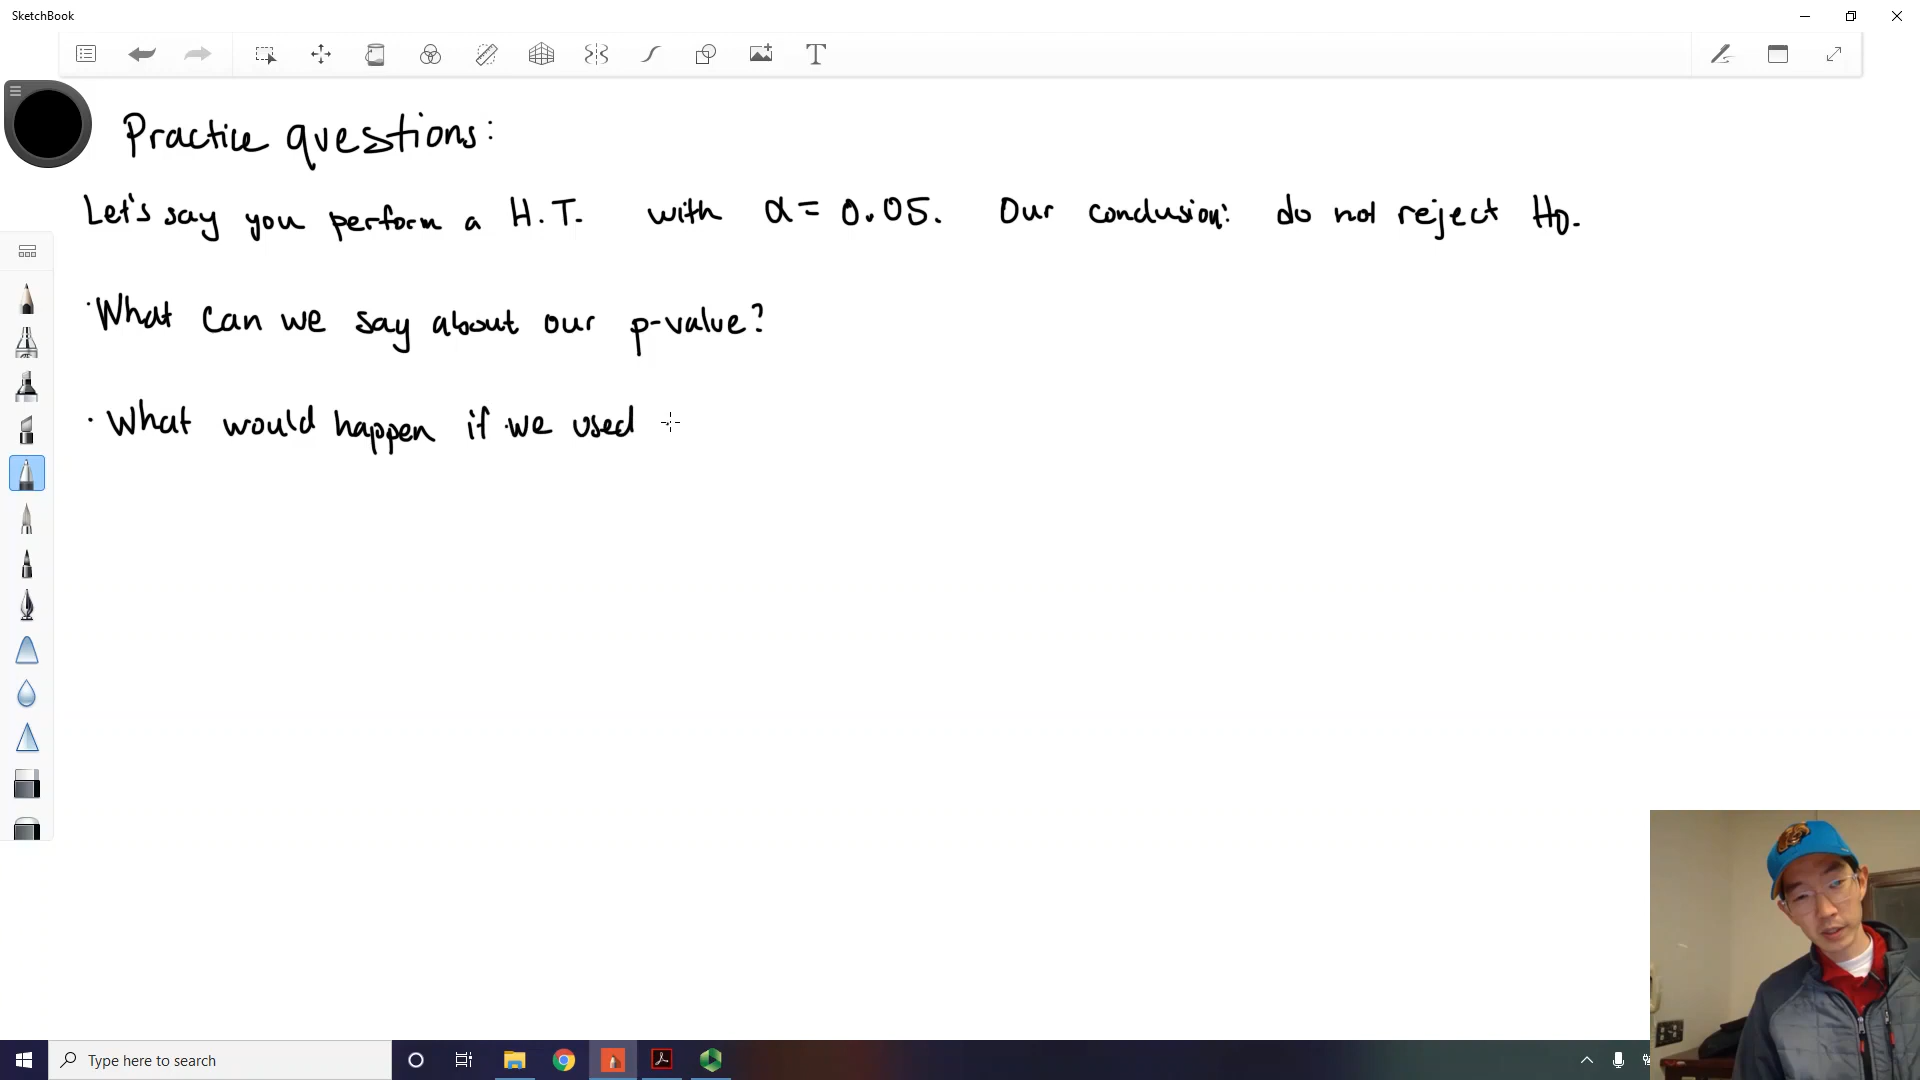 SketchBook
Practice questions:
Let's say you perform a H.T. with α = 0.05. Our conclusion: do not reject H0.
· What can we say about our p-value?
· What would happen if we used
Type here to search